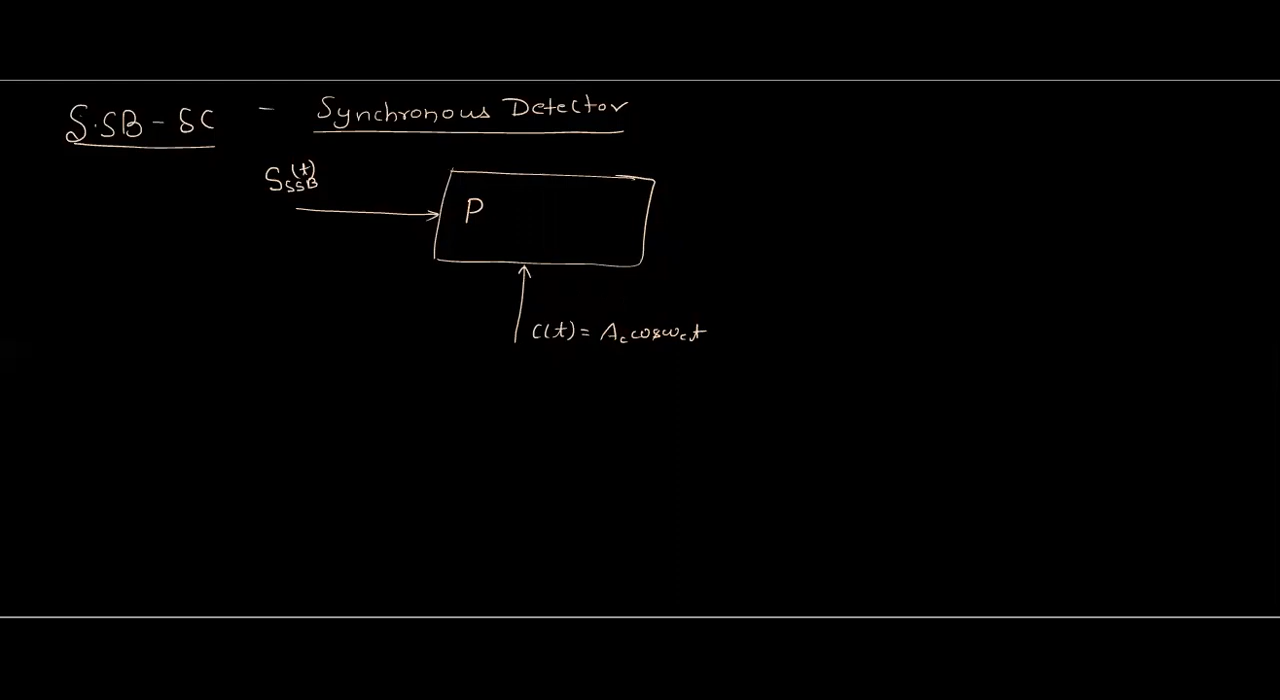 S.SB-SC - Synchronous Detector
S_SSB(t)
P
C(t) = A_c cos ω_c t